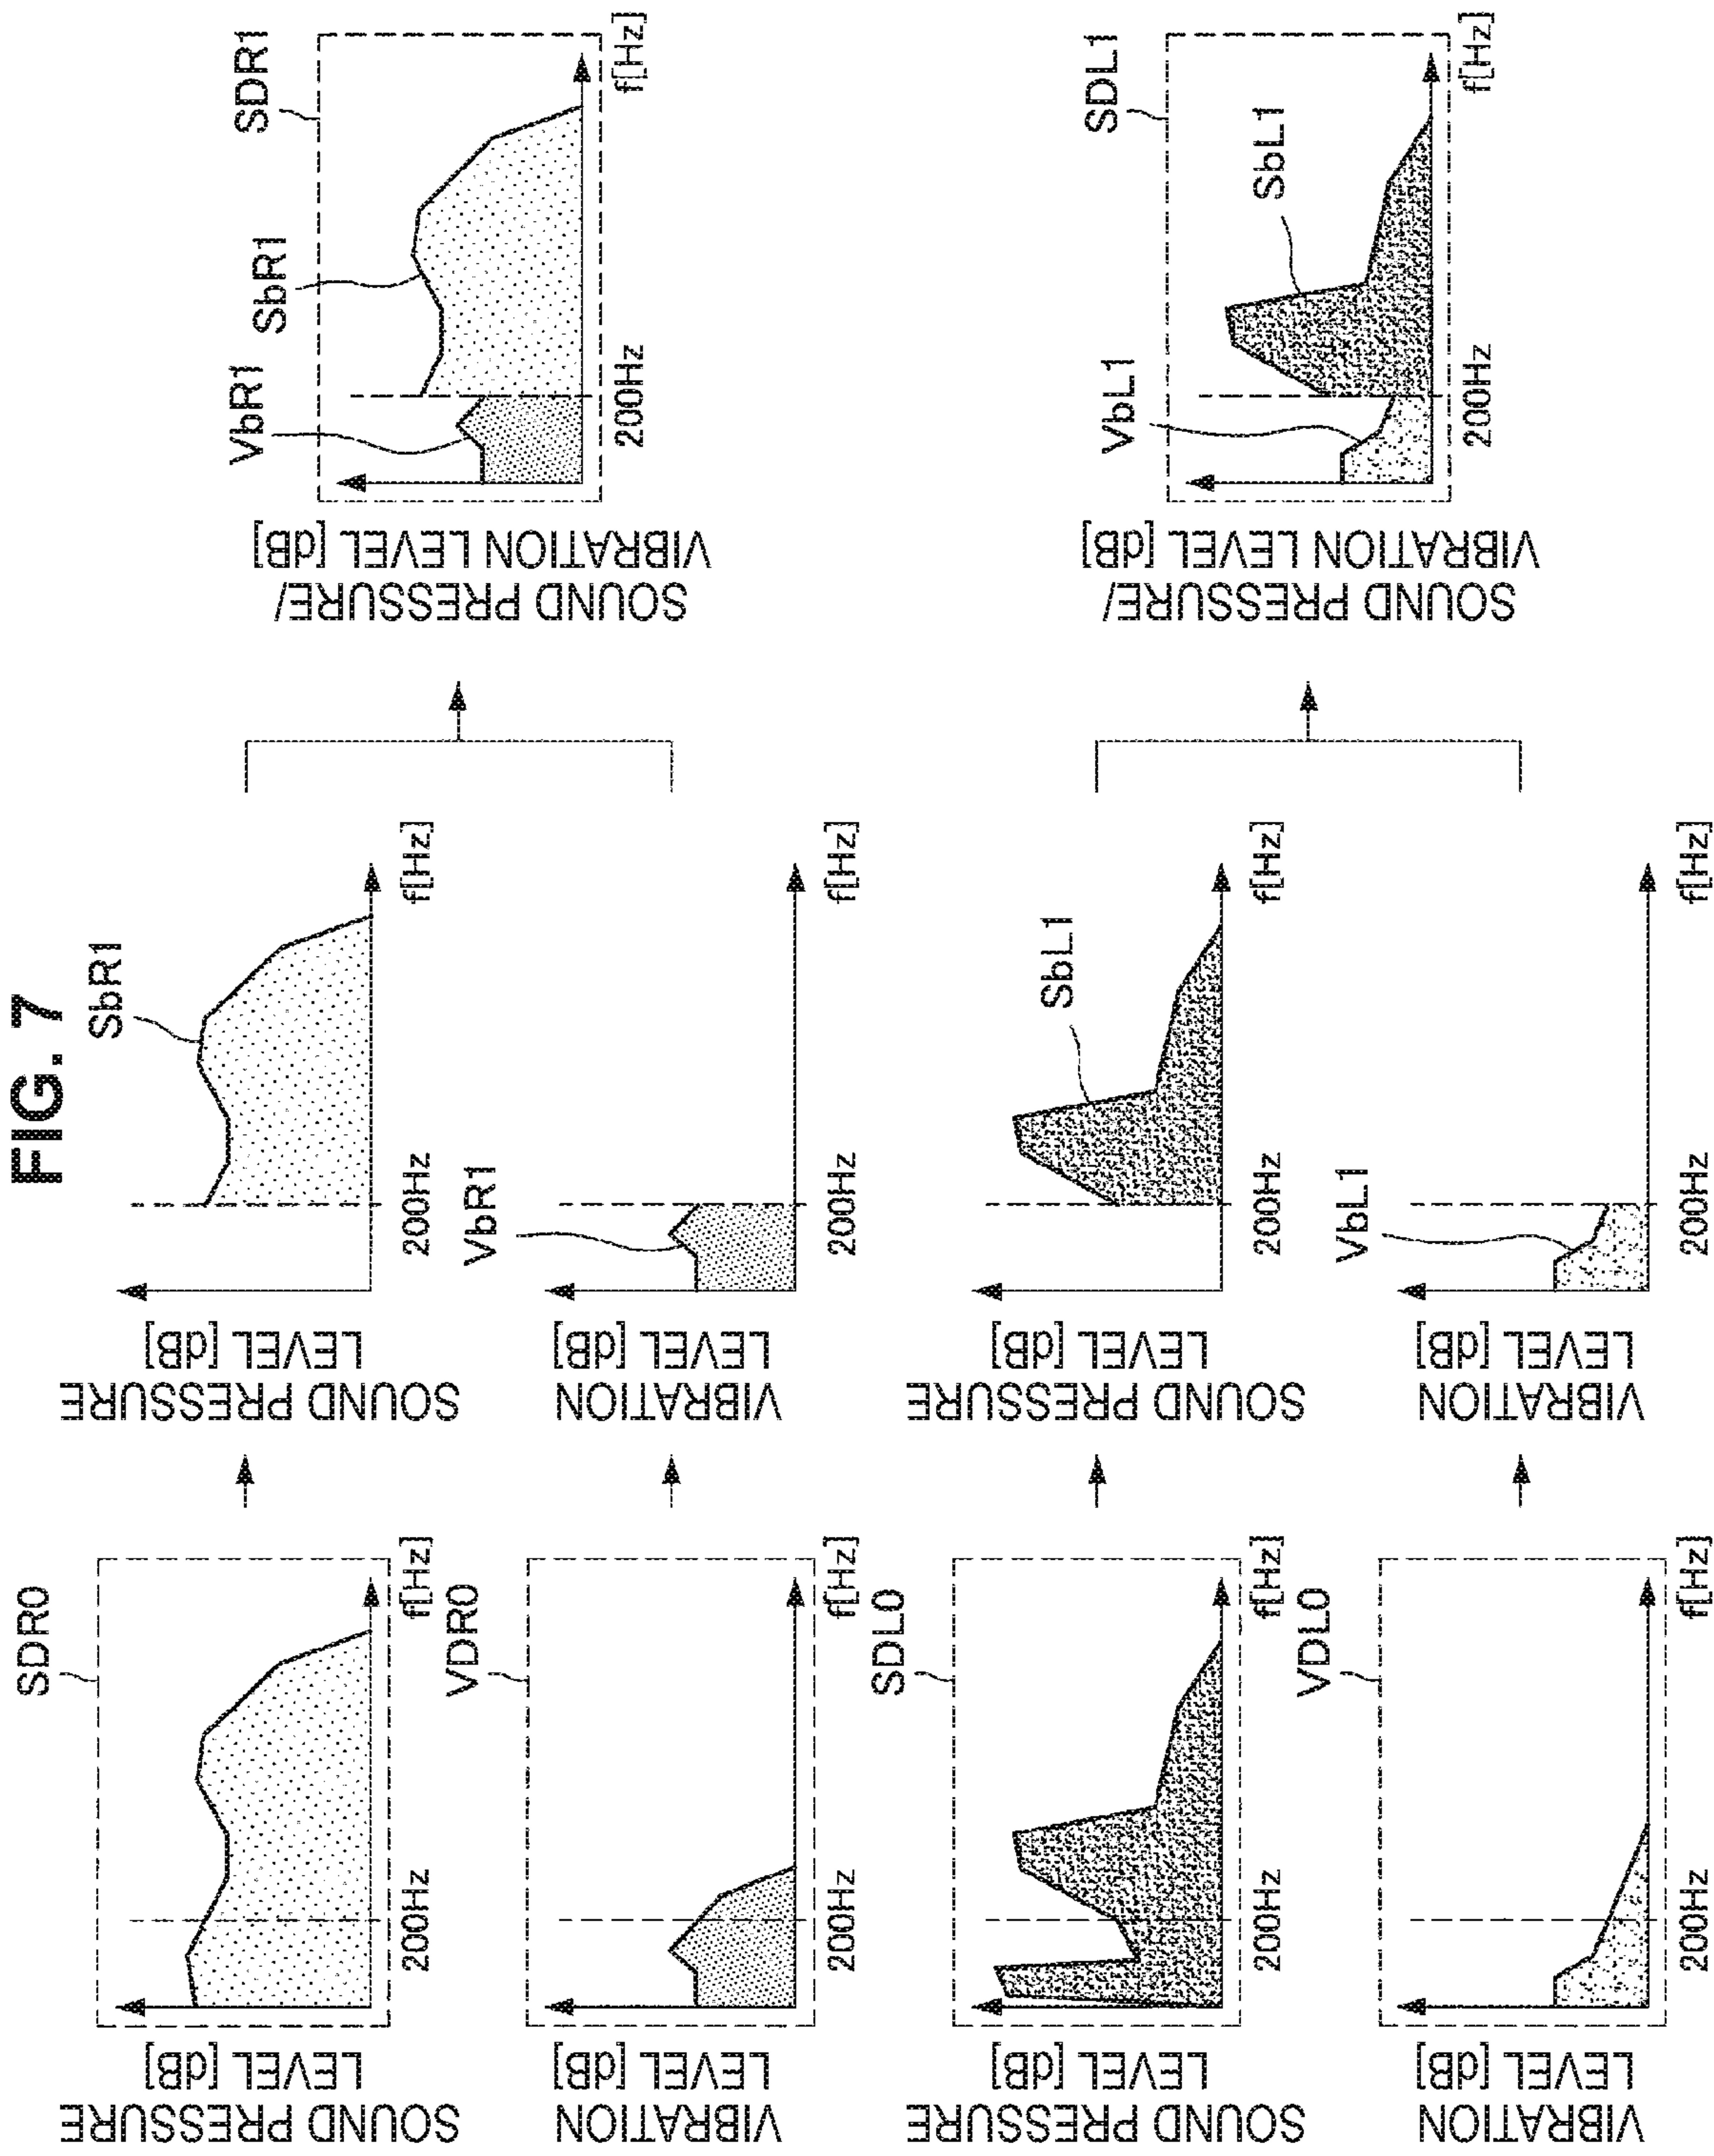 FIG. 7
SDR0
SOUND PRESSURE
LEVEL [dB]
200Hz
f[Hz]
SbR1
SOUND PRESSURE
LEVEL [dB]
200Hz
f[Hz]
VDR0
VIBRATION
LEVEL [dB]
200Hz
f[Hz]
VbR1
VIBRATION
LEVEL [dB]
200Hz
f[Hz]
SDR1
VbR1
SbR1
SOUND PRESSURE/
VIBRATION LEVEL [dB]
200Hz
f[Hz]
SDL0
SOUND PRESSURE
LEVEL [dB]
200Hz
f[Hz]
SbL1
SOUND PRESSURE
LEVEL [dB]
200Hz
f[Hz]
VDL0
VIBRATION
LEVEL [dB]
200Hz
f[Hz]
VbL1
VIBRATION
LEVEL [dB]
200Hz
f[Hz]
SDL1
VbL1
SbL1
SOUND PRESSURE/
VIBRATION LEVEL [dB]
200Hz
f[Hz]